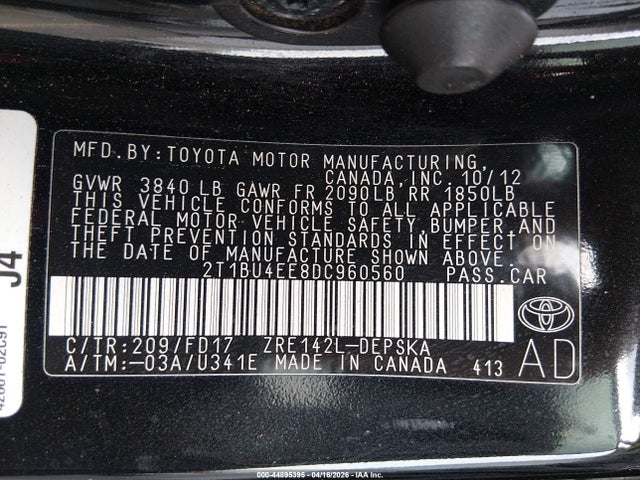 MFD.BY:TOYOTA MOTOR MANUFACTURING,
CANADA,INC. 10/12
GVWR 3840 LB GAWR FR 2090LB RR 1850LB
THIS VEHICLE CONFORMS TO ALL APPLICABLE
FEDERAL MOTOR VEHICLE SAFETY,BUMPER,AND
THEFT PREVENTION STANDARDS IN EFFECT ON
THE DATE OF MANUFACTURE SHOWN ABOVE.
2T1BU4EE8DC960560 PASS.CAR
C/TR:209/FD17 ZRE142L-DEPSKA
A/TM:-03A/U341E MADE IN CANADA 413
AD
J4
42661-02C91
000-44895395 - 04/16/2026 - IAA Inc.